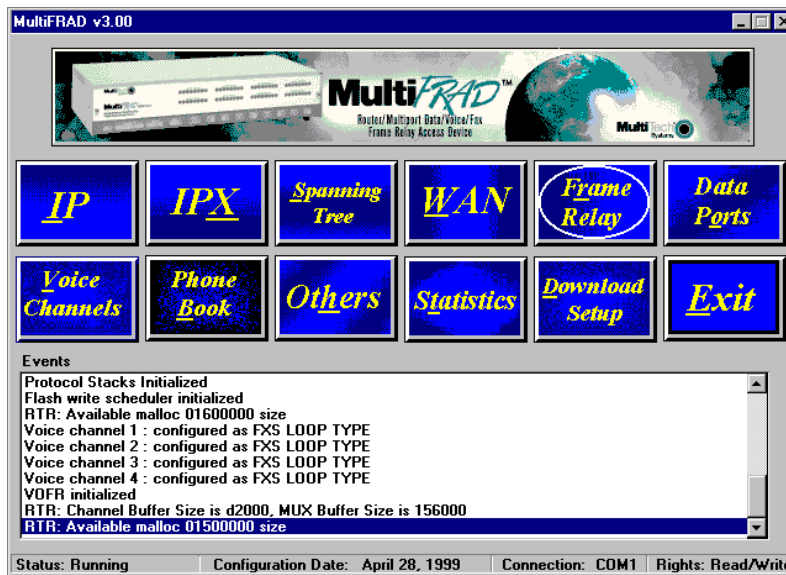 MultiFRAD v3.00
MultiFRAD™
Router/Multiport Data/Voice/Fax
Frame Relay Access Device
MultiTech
Systems
IP
IPX
Spanning
Tree
WAN
Frame
Relay
Data
Ports
Voice
Channels
Phone
Book
Others
Statistics
Download
Setup
Exit
Events
Protocol Stacks Initialized
Flash write scheduler initialized
RTR: Available malloc 01600000 size
Voice channel 1 : configured as FXS LOOP TYPE
Voice channel 2 : configured as FXS LOOP TYPE
Voice channel 3 : configured as FXS LOOP TYPE
Voice channel 4 : configured as FXS LOOP TYPE
VOFR initialized
RTR: Channel Buffer Size is d2000, MUX Buffer Size is 156000
RTR: Available malloc 01500000 size
Status: Running Configuration Date: April 28, 1999 Connection: COM1 Rights: Read/Write